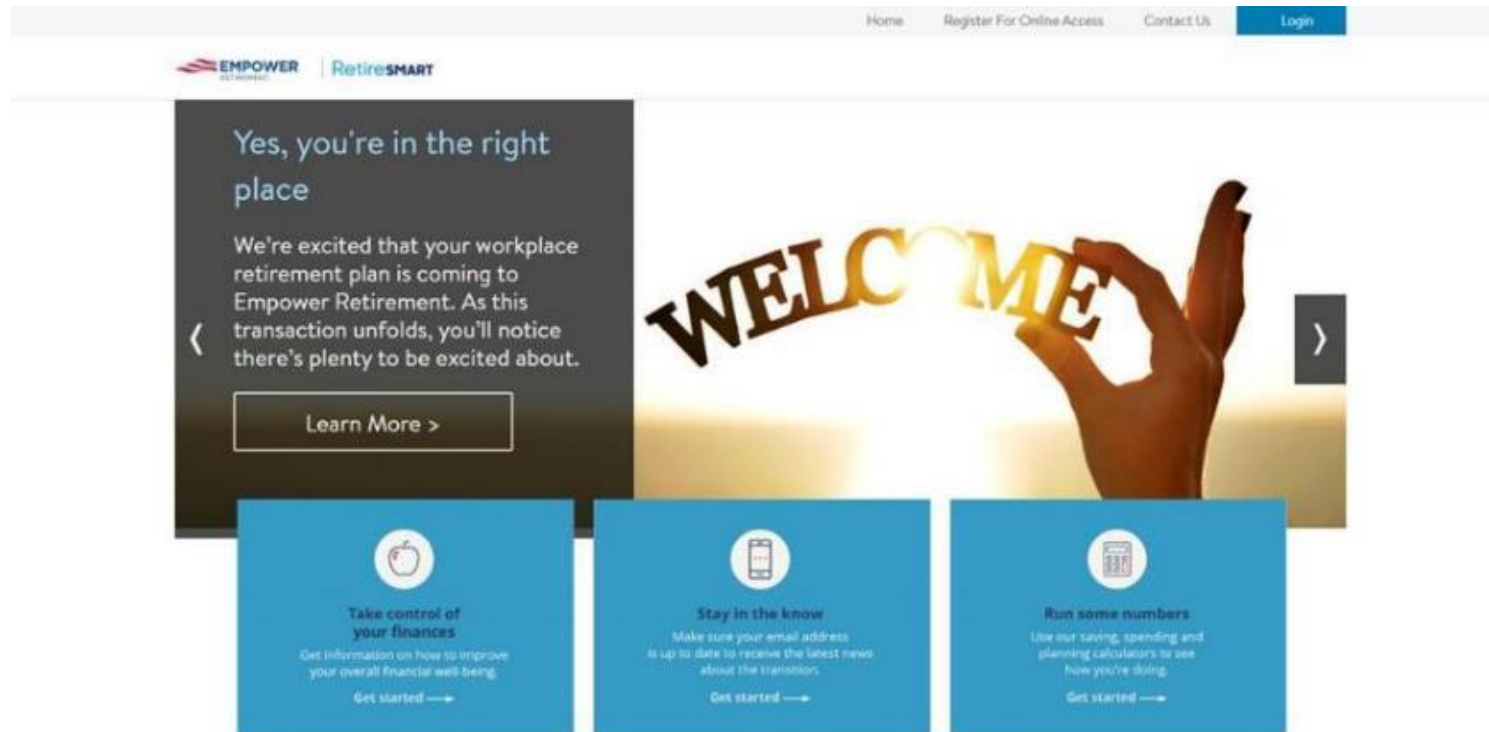 Home Register For Online Access Contact Us Login
EMPOWER RetireSMART
RETIREMENT
Yes, you're in the right
place
We're excited that your workplace
retirement plan is coming to
Empower Retirement. As this
transaction unfolds, you'll notice
there's plenty to be excited about.
Learn More >
WELCOME
Take control of
your finances
Get information on how to improve
your overall financial well-being.
Get started
Stay in the know
Make sure your email address
is up to date to receive the latest news
about the transition.
Get started
Run some numbers
Use our saving, spending and
planning calculators to see
how you're doing.
Get started